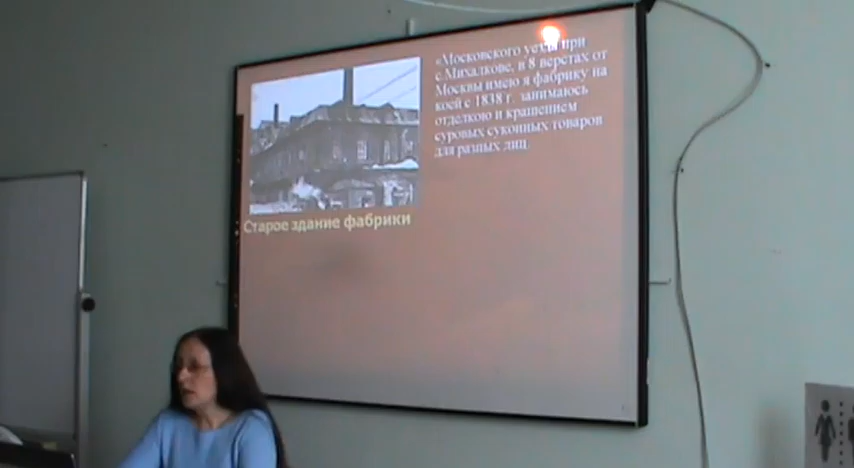 «Московского уезда при
с.Михалкове, в 8 верстах от
Москвы имею я фабрику на
коей с 1838 г. занимаюсь
отделкою и крашением
суровых суконных товаров
для разных лиц.
Старое здание фабрики